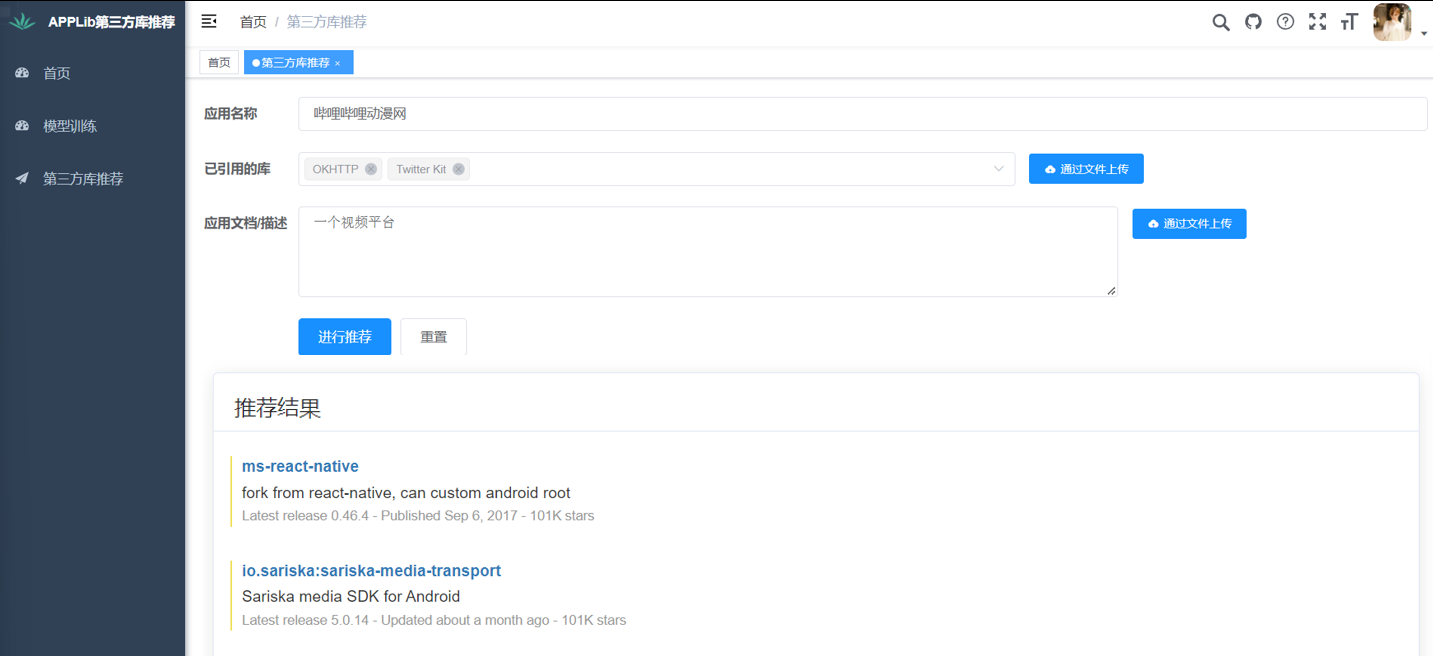 APPLib第三方库推荐
首页 / 第三方库推荐
首页
第三方库推荐 ×
首页
模型训练
第三方库推荐
应用名称
哔哩哔哩动漫网
已引用的库
OKHTTP
Twitter Kit
通过文件上传
应用文档/描述
一个视频平台
通过文件上传
进行推荐
重置
推荐结果
ms-react-native
fork from react-native, can custom android root
Latest release 0.46.4 - Published Sep 6, 2017 - 101K stars
io.sariska:sariska-media-transport
Sariska media SDK for Android
Latest release 5.0.14 - Updated about a month ago - 101K stars